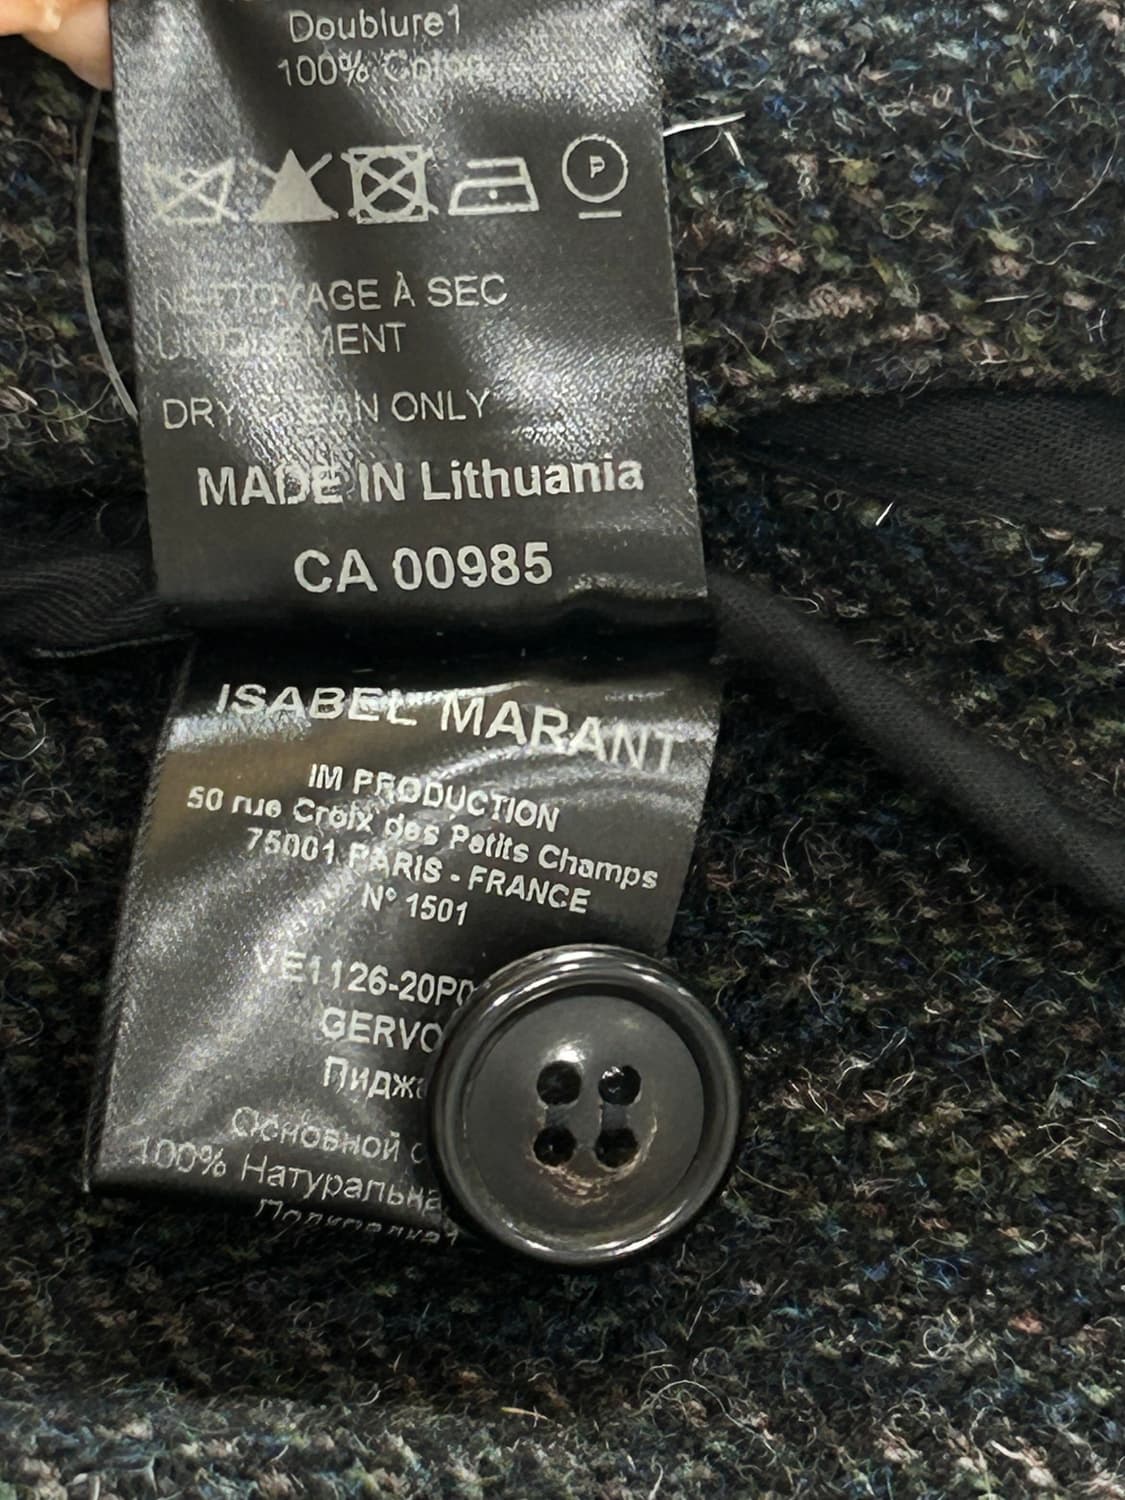 Doublure1
100%
P
NETTOYAGE À SEC
UNIQUEMENT
DRY CLEAN ONLY
MADE IN Lithuania
CA 00985
ISABEL MARANT
IM PRODUCTION
50 rue Croix des Petits Champs
75001 PARIS - FRANCE
N° 1501
VE1126-20P0
GERVO
Пиджа
Основной с
100% Натуральна